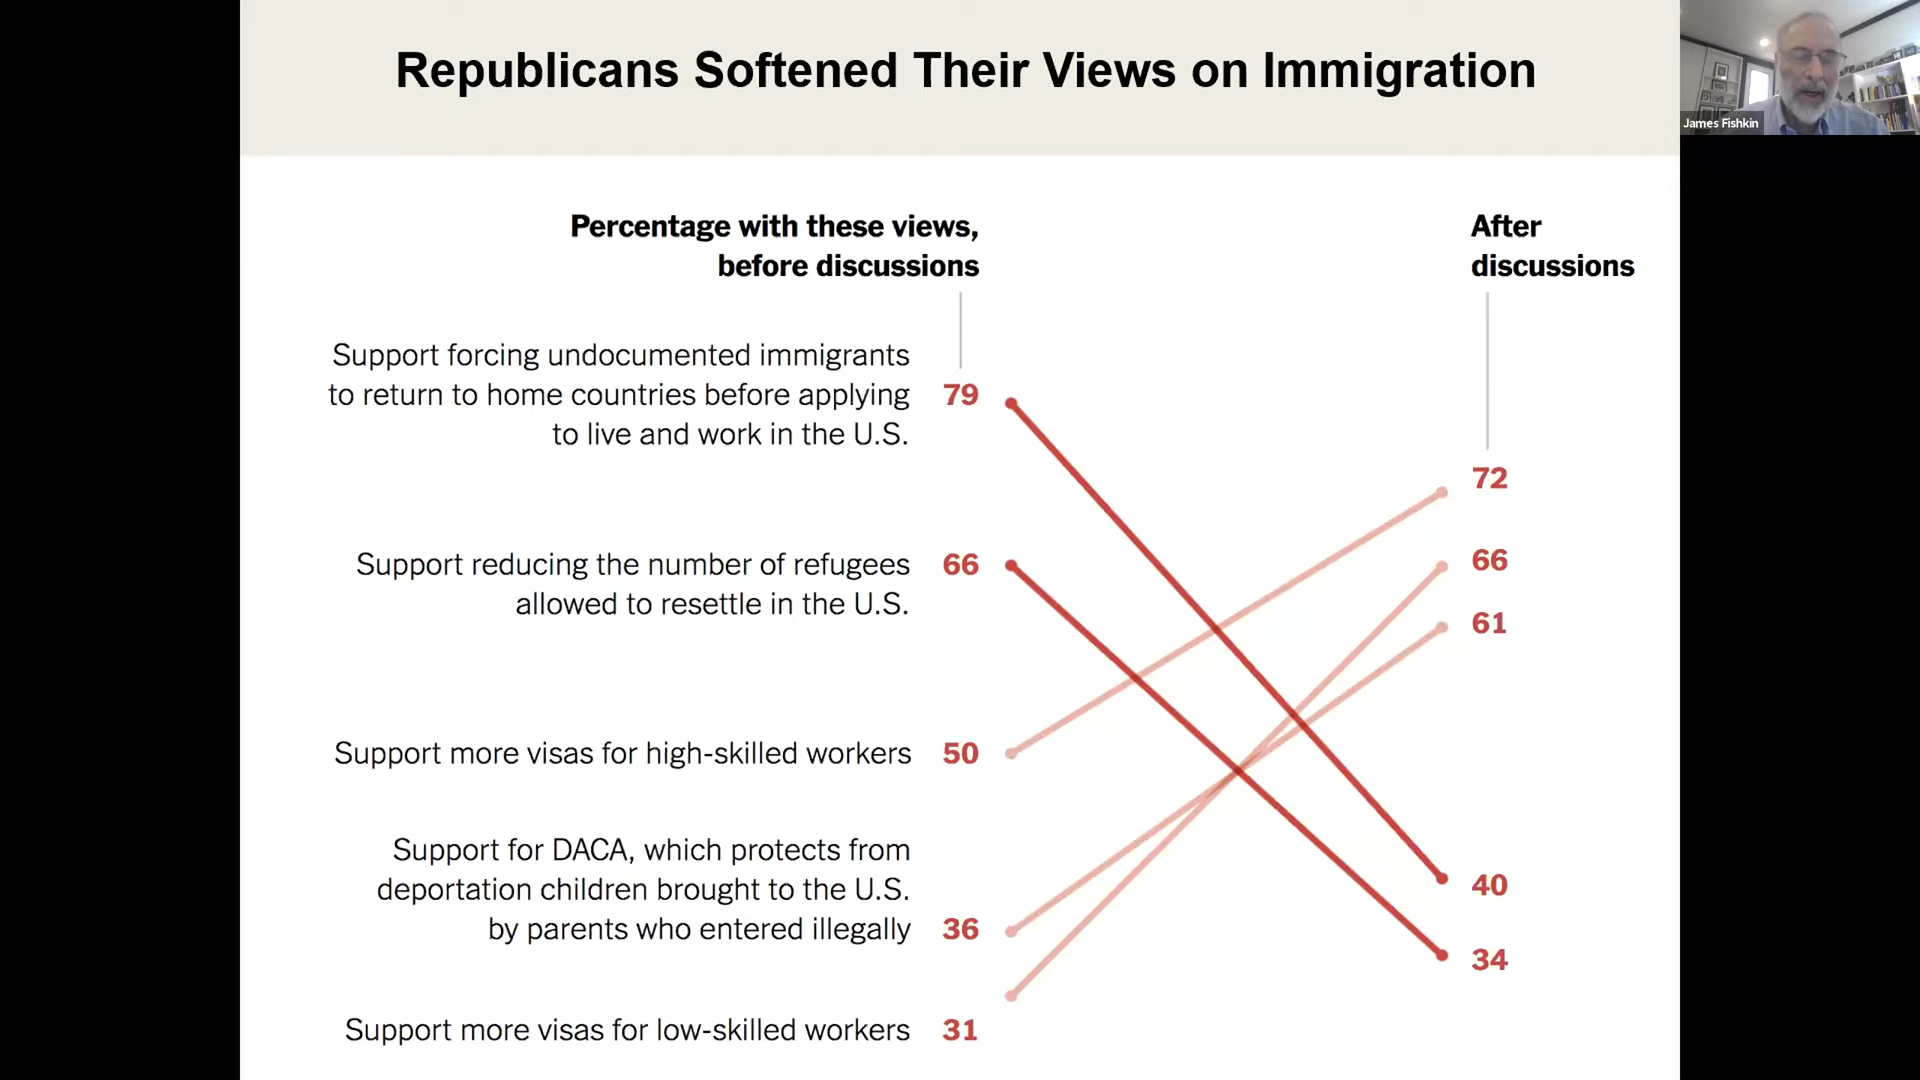 Republicans Softened Their Views on Immigration
James Fishkin
Percentage with these views,
before discussions
After
discussions
Support forcing undocumented immigrants
to return to home countries before applying
to live and work in the U.S.
79
72
Support reducing the number of refugees
allowed to resettle in the U.S.
66
66
61
Support more visas for high-skilled workers
50
Support for DACA, which protects from
deportation children brought to the U.S.
by parents who entered illegally
36
40
34
Support more visas for low-skilled workers
31